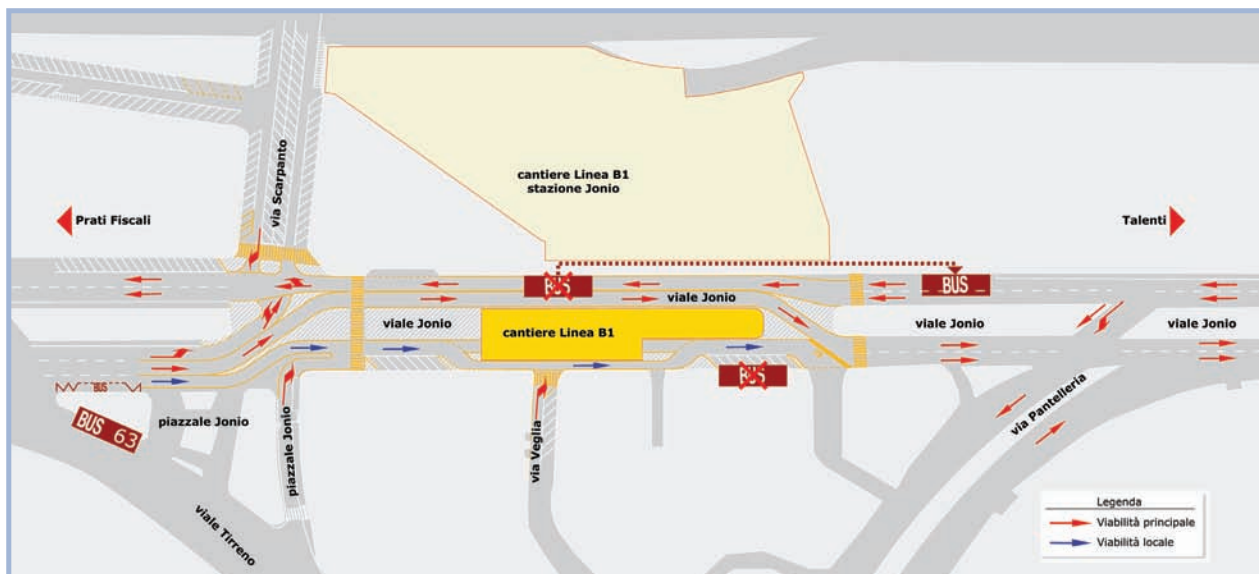 via Scarpanto
cantiere Linea B1
stazione Jonio
Prati Fiscali
Talenti
BUS
BUS
viale Jonio
viale Jonio
cantiere Linea B1
viale Jonio
viale Jonio
BUS
BUS
BUS 63
piazzale Jonio
piazzale Jonio
via Veglia
via Pantelleria
viale Tirreno
Legenda
Viabilità principale
Viabilità locale